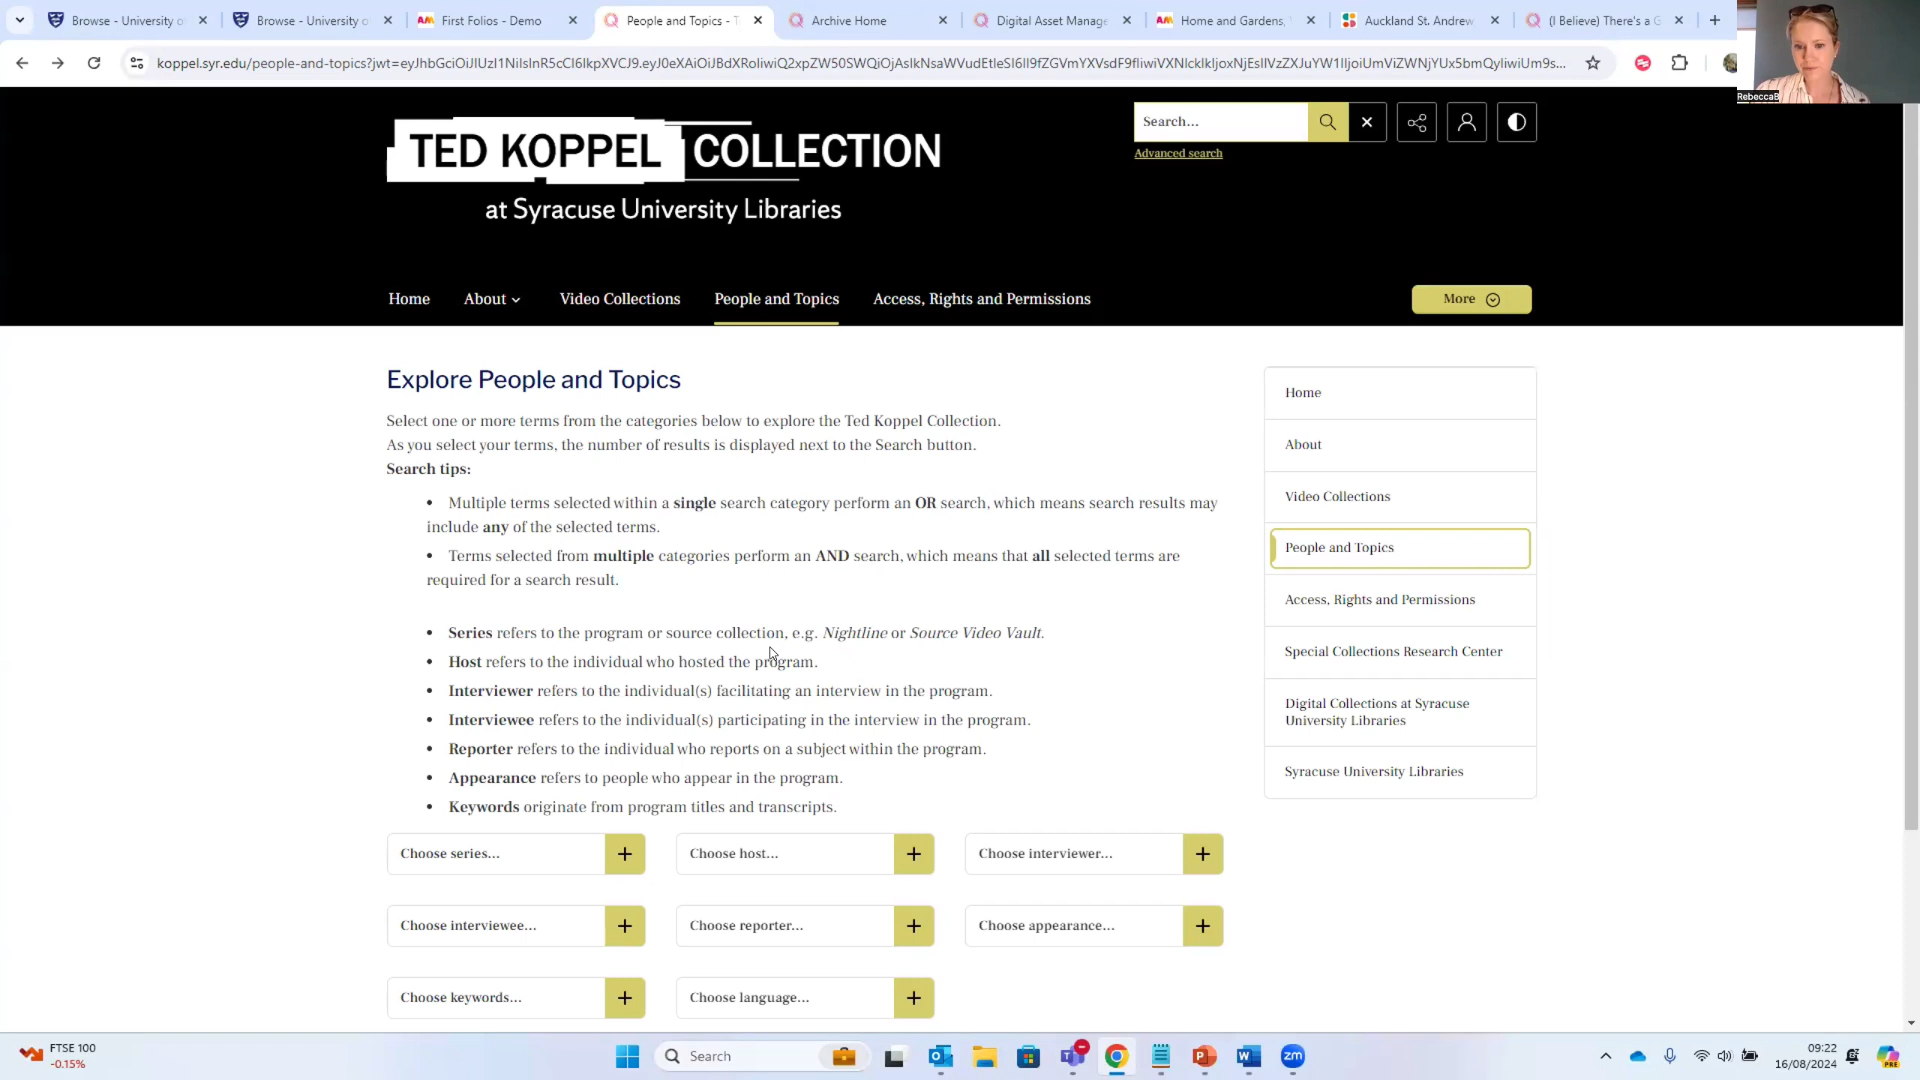 Browse - University of
Browse - University o
First Folios - Demo
People and Topics - T
Archive Home
Digital Asset Manage
Home and Gardens,
Auckland St. Andrew
(I Believe) There's a G
RebeccaB
TED KOPPEL COLLECTION
at Syracuse University Libraries
Search...
Advanced search
Home
About
Video Collections
People and Topics
Access, Rights and Permissions
More
Explore People and Topics
Select one or more terms from the categories below to explore the Ted Koppel Collection.
As you select your terms, the number of results is displayed next to the Search button.
Search tips:
• Multiple terms selected within a single search category perform an OR search, which means search results may
include any of the selected terms.
• Terms selected from multiple categories perform an AND search, which means that all selected terms are
required for a search result.
• Series refers to the program or source collection, e.g. Nightline or Source Video Vault.
• Host refers to the individual who hosted the program.
• Interviewer refers to the individual(s) facilitating an interview in the program.
• Interviewee refers to the individual(s) participating in the interview in the program.
• Reporter refers to the individual who reports on a subject within the program.
• Appearance refers to people who appear in the program.
• Keywords originate from program titles and transcripts.
Choose series...
Choose host...
Choose interviewer...
Choose interviewee...
Choose reporter...
Choose appearance...
Choose keywords...
Choose language...
Home
About
Video Collections
People and Topics
Access, Rights and Permissions
Special Collections Research Center
Digital Collections at Syracuse
University Libraries
Syracuse University Libraries
FTSE 100
-0.15%
Search
zm
09:22
16/08/2024
PRE